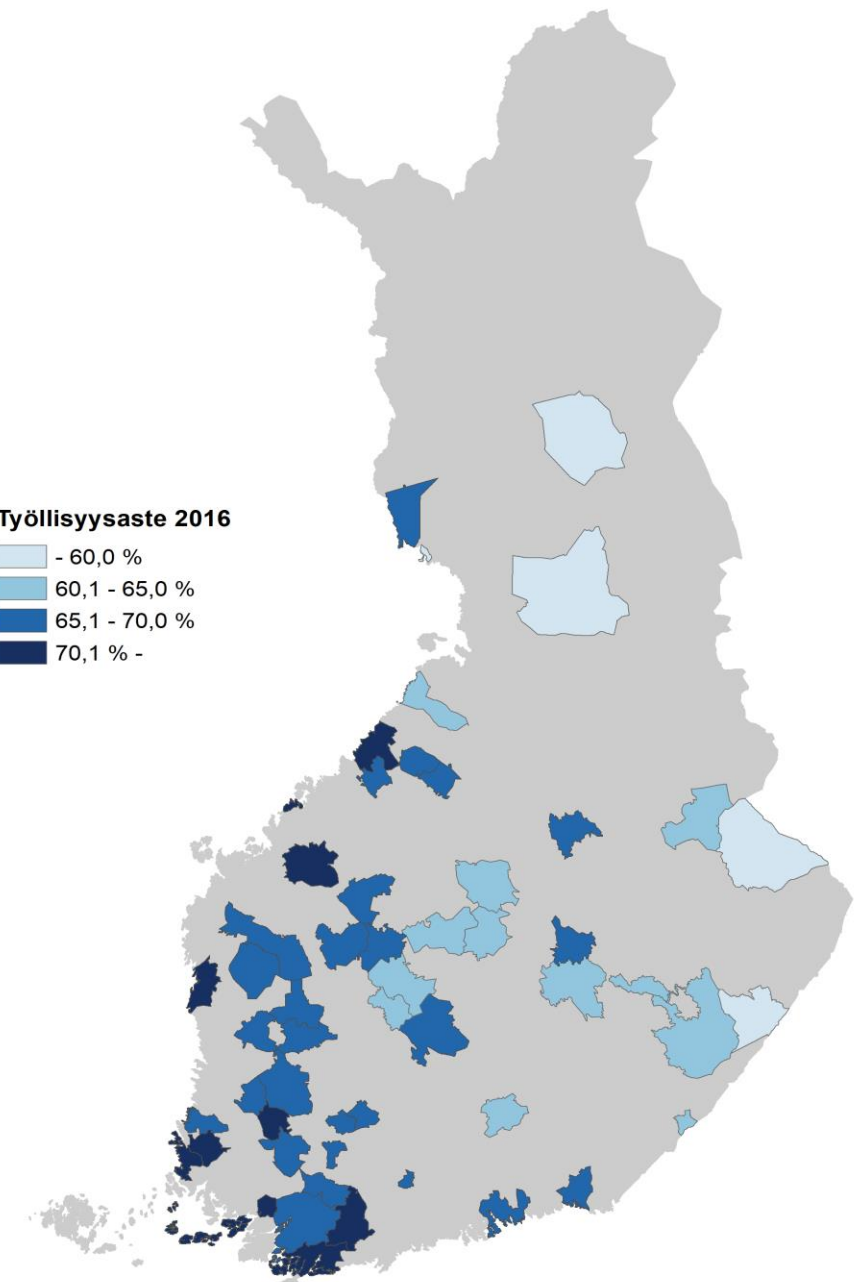 Työllisyysaste 2016
- 60,0 %
60,1 - 65,0 %
65,1 - 70,0 %
70,1 % -